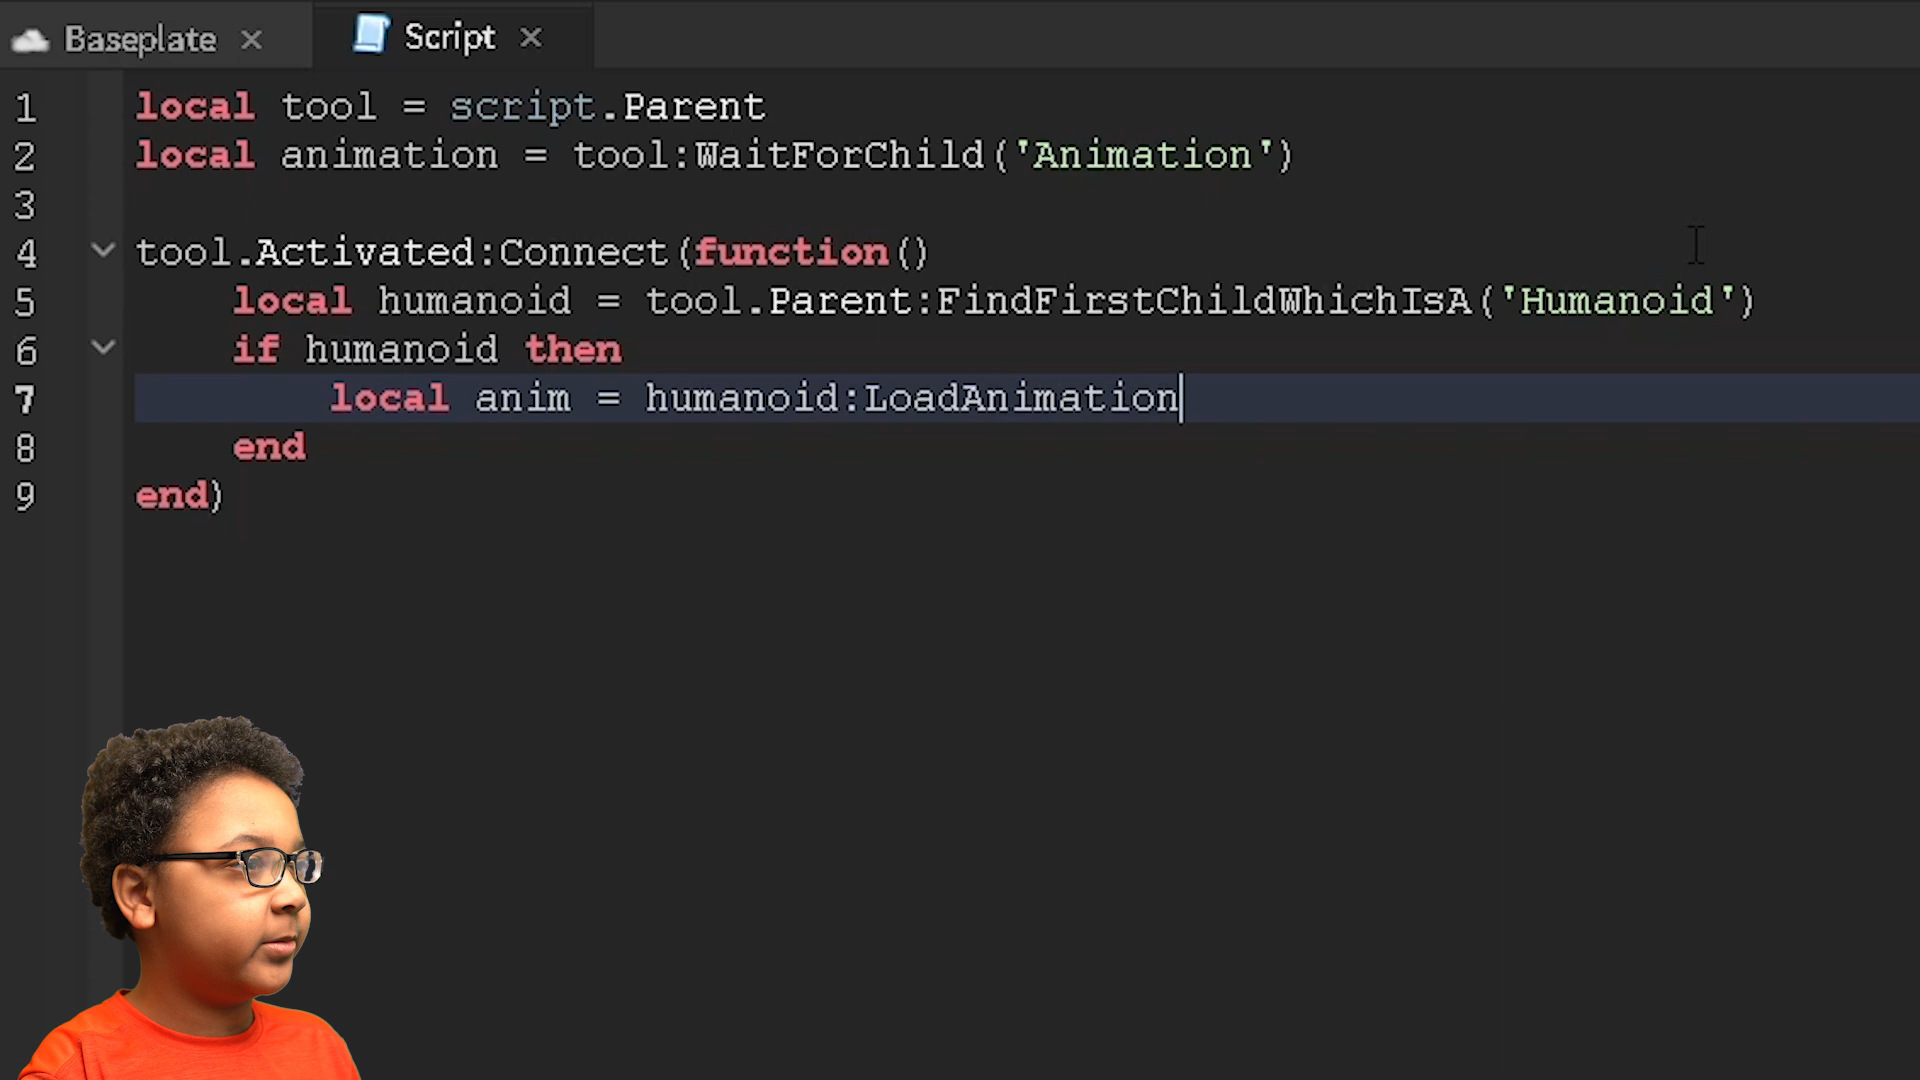 Baseplate × Script ×
1 local tool = script.Parent
2 local animation = tool:WaitForChild('Animation')
3
4 tool.Activated:Connect(function()
5 local humanoid = tool.Parent:FindFirstChildWhichIsA('Humanoid')
6 if humanoid then
7 local anim = humanoid:LoadAnimation
8 end
9 end)